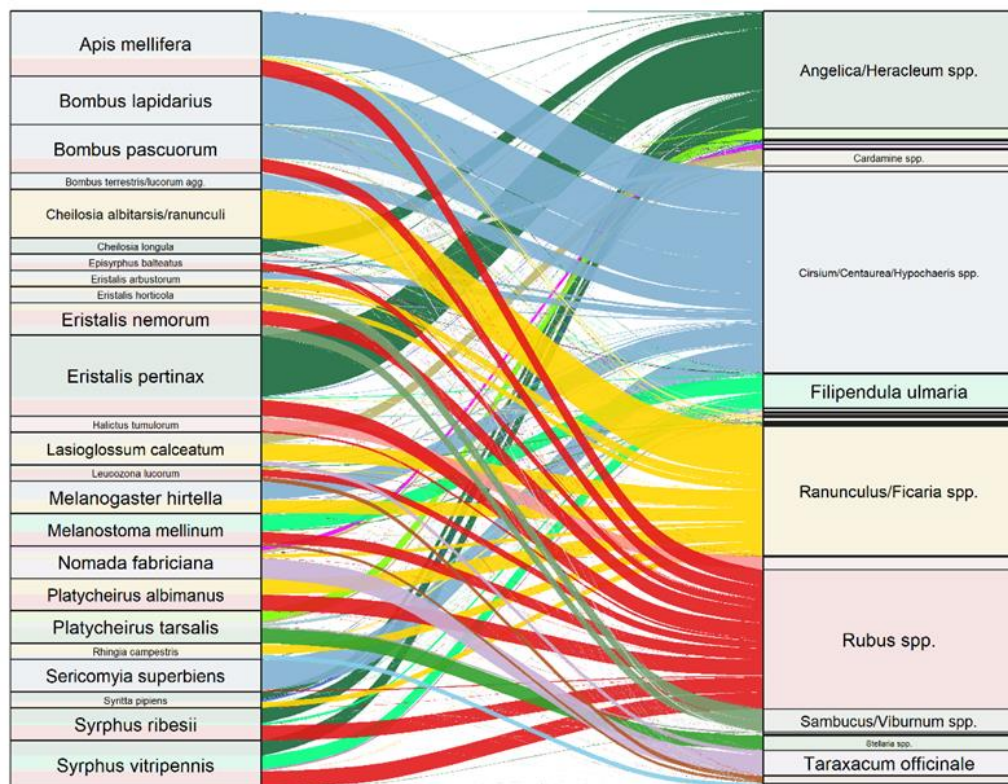 Apis mellifera
Bombus lapidarius
Bombus pascuorum
Bombus terrestris/lucorum agg.
Cheilosia albitarsis/ranunculi
Cheilosia longula
Episyrphus balteatus
Eristalis arbustorum
Eristalis horticola
Eristalis nemorum
Eristalis pertinax
Halictus tumulorum
Lasioglossum calceatum
Leucozona lucorum
Melanogaster hirtella
Melanostoma mellinum
Nomada fabriciana
Platycheirus albimanus
Platycheirus tarsalis
Rhingia campestris
Sericomyia superbiens
Syritta pipiens
Syrphus ribesii
Syrphus vitripennis
Angelica/Heracleum spp.
Cardamine spp.
Cirsium/Centaurea/Hypochaeris spp.
Filipendula ulmaria
Ranunculus/Ficaria spp.
Rubus spp.
Sambucus/Viburnum spp.
Stellaria spp.
Taraxacum officinale